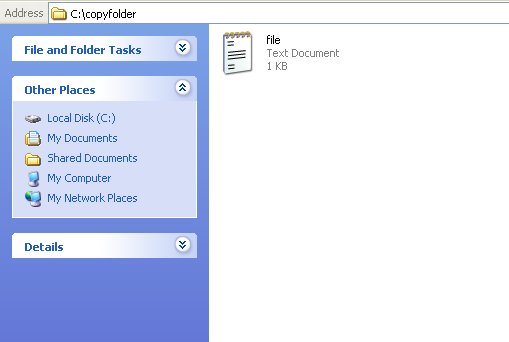 Address C:\copyfolder
File and Folder Tasks
Other Places
Local Disk (C:)
My Documents
Shared Documents
My Computer
My Network Places
Details
file
Text Document
1 KB